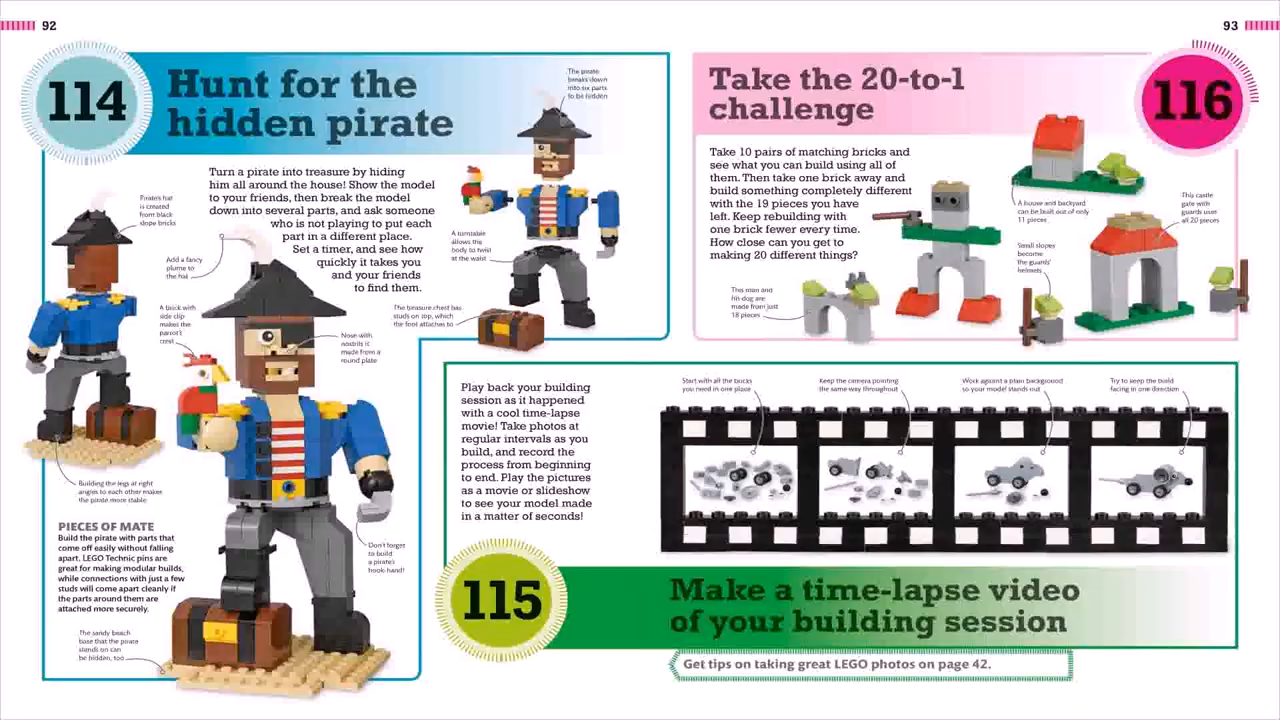 92
93
114
Hunt for the
hidden pirate
The pirate
breaks down
into six parts
to be hidden
Turn a pirate into treasure by hiding
him all around the house! Show the model
to your friends, then break the model
down into several parts, and ask someone
who is not playing to put each
part in a different place.
Set a timer, and see how
quickly it takes you
and your friends
to find them.
Pirate's hat
is created
from black
slope bricks
Add a fancy
plume to
the hat
A brick with
side clip
makes the
parrot's
crest
A turntable
allows the
body to twist
at the waist
The treasure chest has
studs on top, which
the foot attaches to
Nose with
nostrils is
made from a
round plate
Building the legs at right
angles to each other makes
the pirate more stable
PIECES OF MATE
Build the pirate with parts that
come off easily without falling
apart. LEGO Technic pins are
great for making modular builds,
while connections with just a few
studs will come apart cleanly if
the parts around them are
attached more securely.
Don't forget
to build
a pirate's
hook-hand!
The sandy beach
base that the pirate
stands on can
be hidden, too
Take the 20-to-1
challenge
116
Take 10 pairs of matching bricks and
see what you can build using all of
them. Then take one brick away and
build something completely different
with the 19 pieces you have
left. Keep rebuilding with
one brick fewer every time.
How close can you get to
making 20 different things?
A house and backyard
can be built out of only
11 pieces
This castle
gate with
guards uses
all 20 pieces
Small slopes
become
the guards'
helmets
This man and
his dog are
made from just
18 pieces
Play back your building
session as it happened
with a cool time-lapse
movie! Take photos at
regular intervals as you
build, and record the
process from beginning
to end. Play the pictures
as a movie or slideshow
to see your model made
in a matter of seconds!
Start with all the bricks
you need in one place
Keep the camera pointing
the same way throughout
Work against a plain background
so your model stands out
Try to keep the build
facing in one direction
115
Make a time-lapse video
of your building session
Get tips on taking great LEGO photos on page 42.